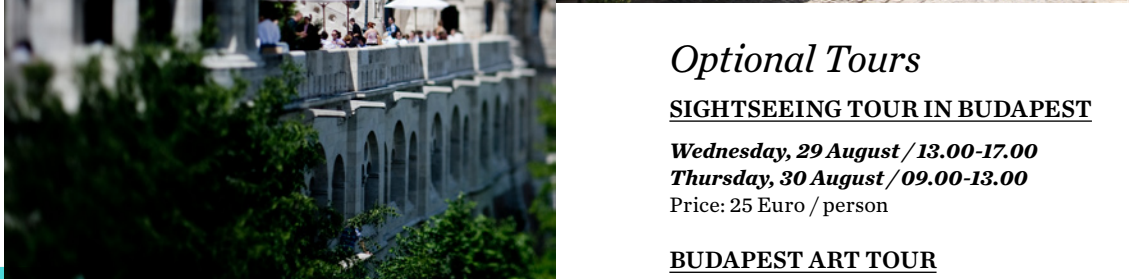 Optional Tours
SIGHTSEEING TOUR IN BUDAPEST
Wednesday, 29 August / 13.00-17.00
Thursday, 30 August / 09.00-13.00
Price: 25 Euro / person
BUDAPEST ART TOUR